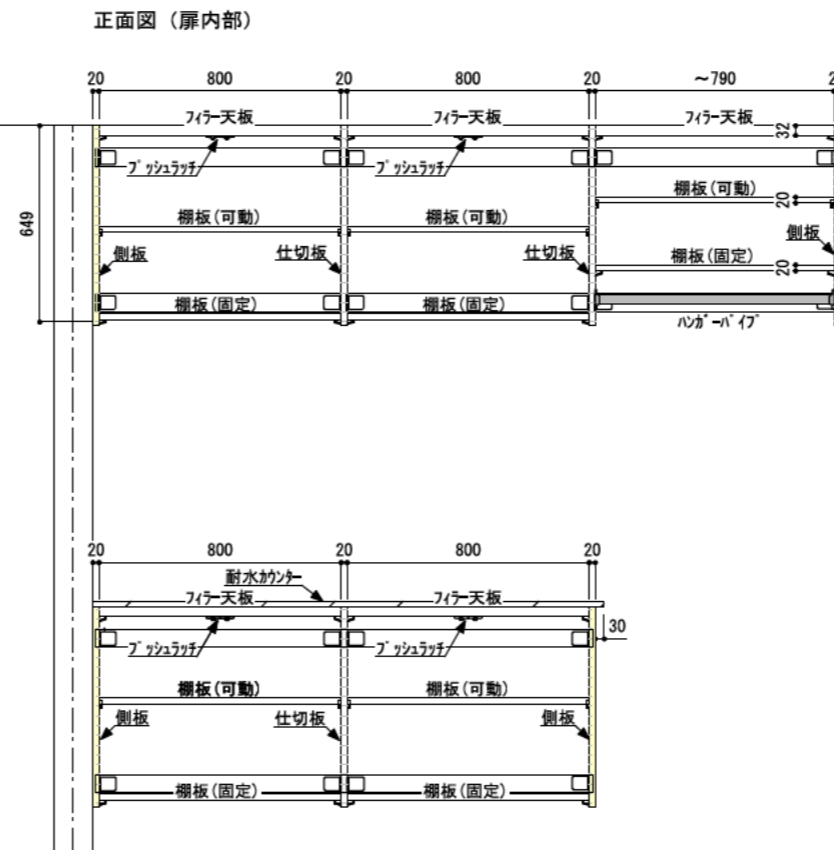 正面図（扉内部）
20 800 20 800 20 ～790 2
ﾌｨﾗｰ天板 ﾌｨﾗｰ天板 ﾌｨﾗｰ天板
32
ﾌﾟｯｼｭﾗｯﾁ ﾌﾟｯｼｭﾗｯﾁ
棚板(可動)
20
649
棚板(可動) 棚板(可動)
側板
側板 仕切板 仕切板
棚板(固定)
20
棚板(固定) 棚板(固定)
ﾊﾝｶﾞｰﾊﾟｲﾌﾟ
20 800 20 800 20
耐水ｶｳﾝﾀｰ
ﾌｨﾗｰ天板 ﾌｨﾗｰ天板
30
ﾌﾟｯｼｭﾗｯﾁ ﾌﾟｯｼｭﾗｯﾁ
棚板(可動) 棚板(可動)
側板 仕切板 側板
棚板(固定) 棚板(固定)